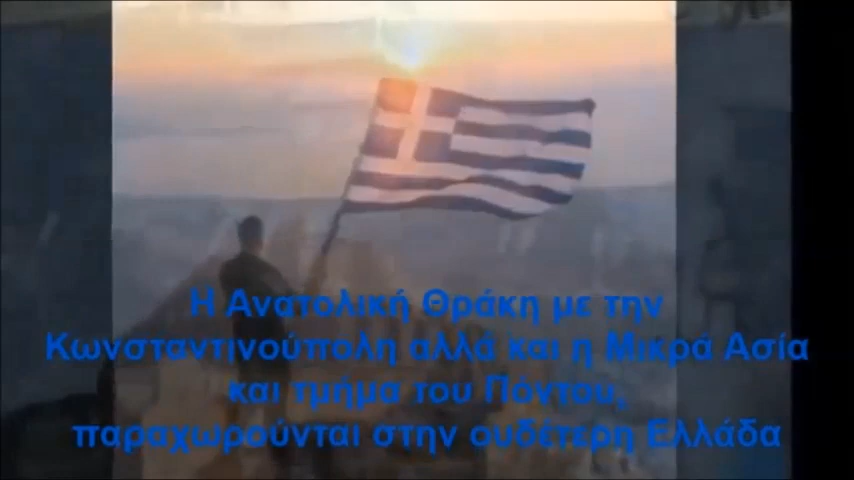 Η Ανατολική Θράκη με την
Κωνσταντινούπολη αλλά και η Μικρά Ασία
και τμήμα του Πόντου,
παραχωρούνται στην ουδέτερη Ελλάδα